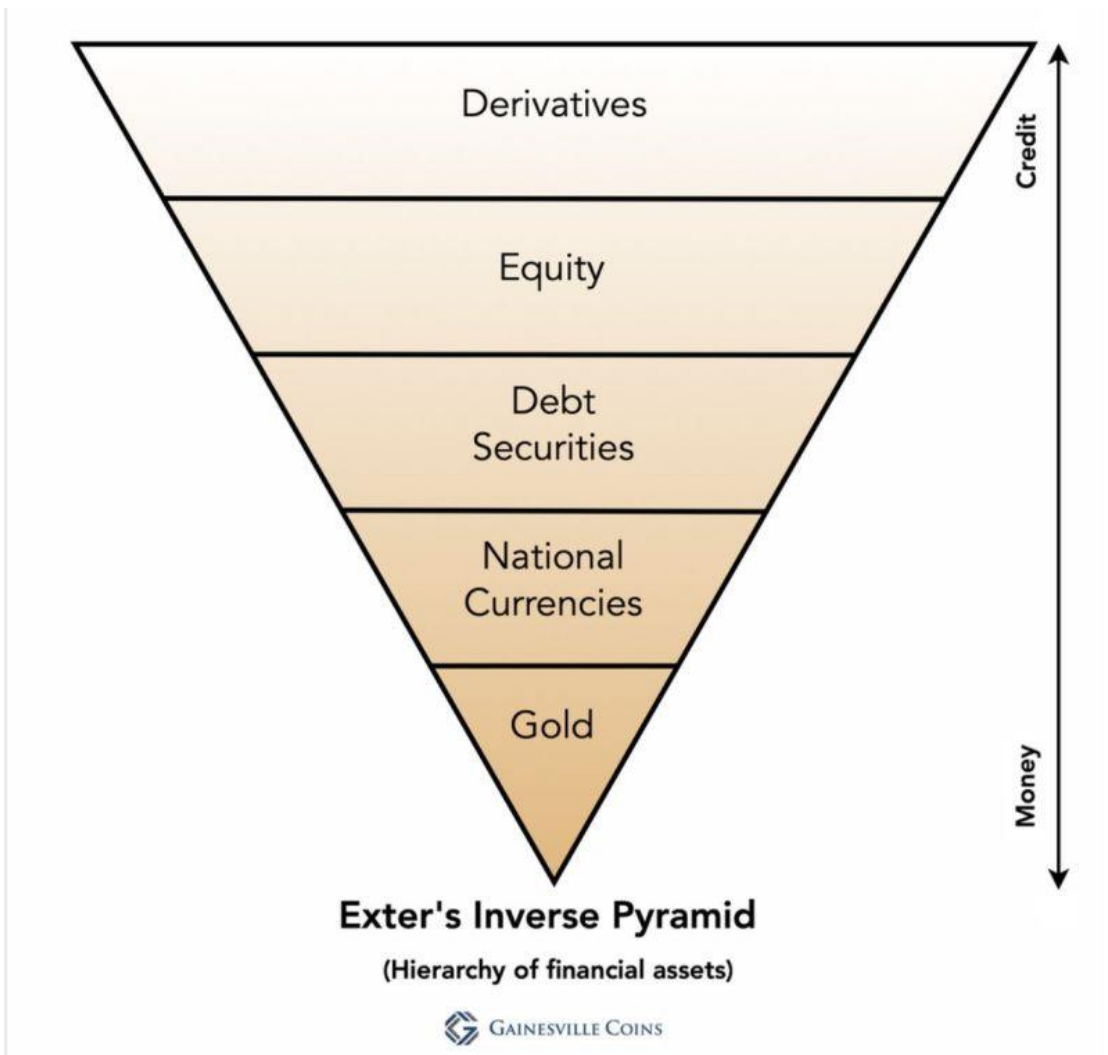 Derivatives
Credit
Equity
Debt
Securities
National
Currencies
Gold
Money
Exter's Inverse Pyramid
(Hierarchy of financial assets)
GAINESVILLE COINS